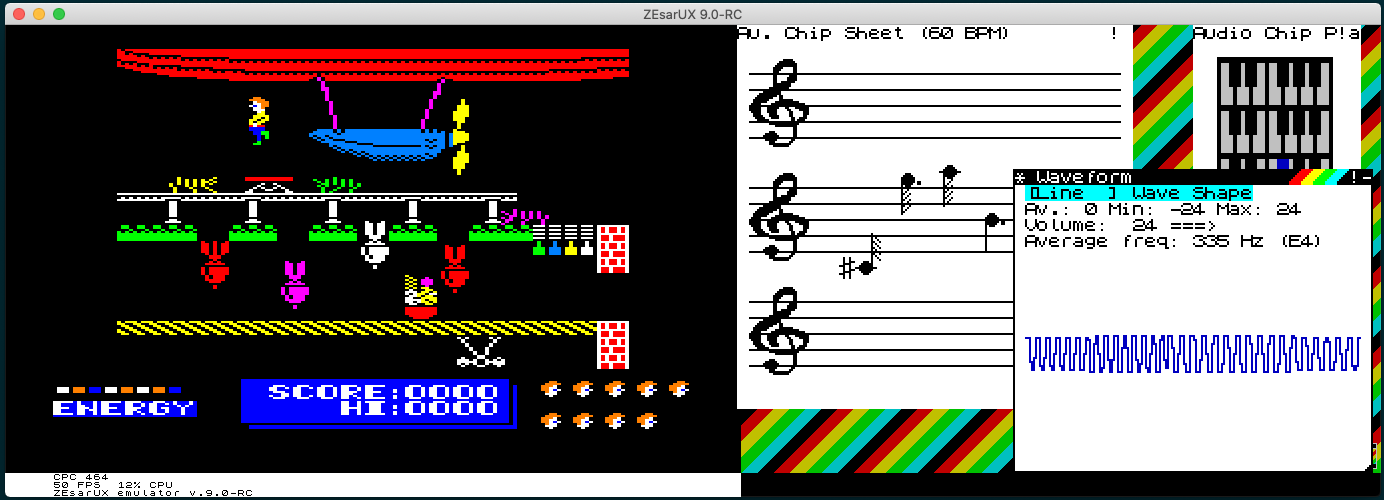 ZEsarUX 9.0-RC
Av. Chip Sheet (60 BPM) !
Audio Chip P!a
* Waveform !-
[Line  ] Wave Shape
Av.: 0 Min: -24 Max: 24
Volume:  24 ===>
Average freq: 335 Hz (E4)
SCORE:0000
HI:0000
ENERGY
CPC 464
50 FPS  12% CPU
ZEsarUX emulator v.9.0-RC